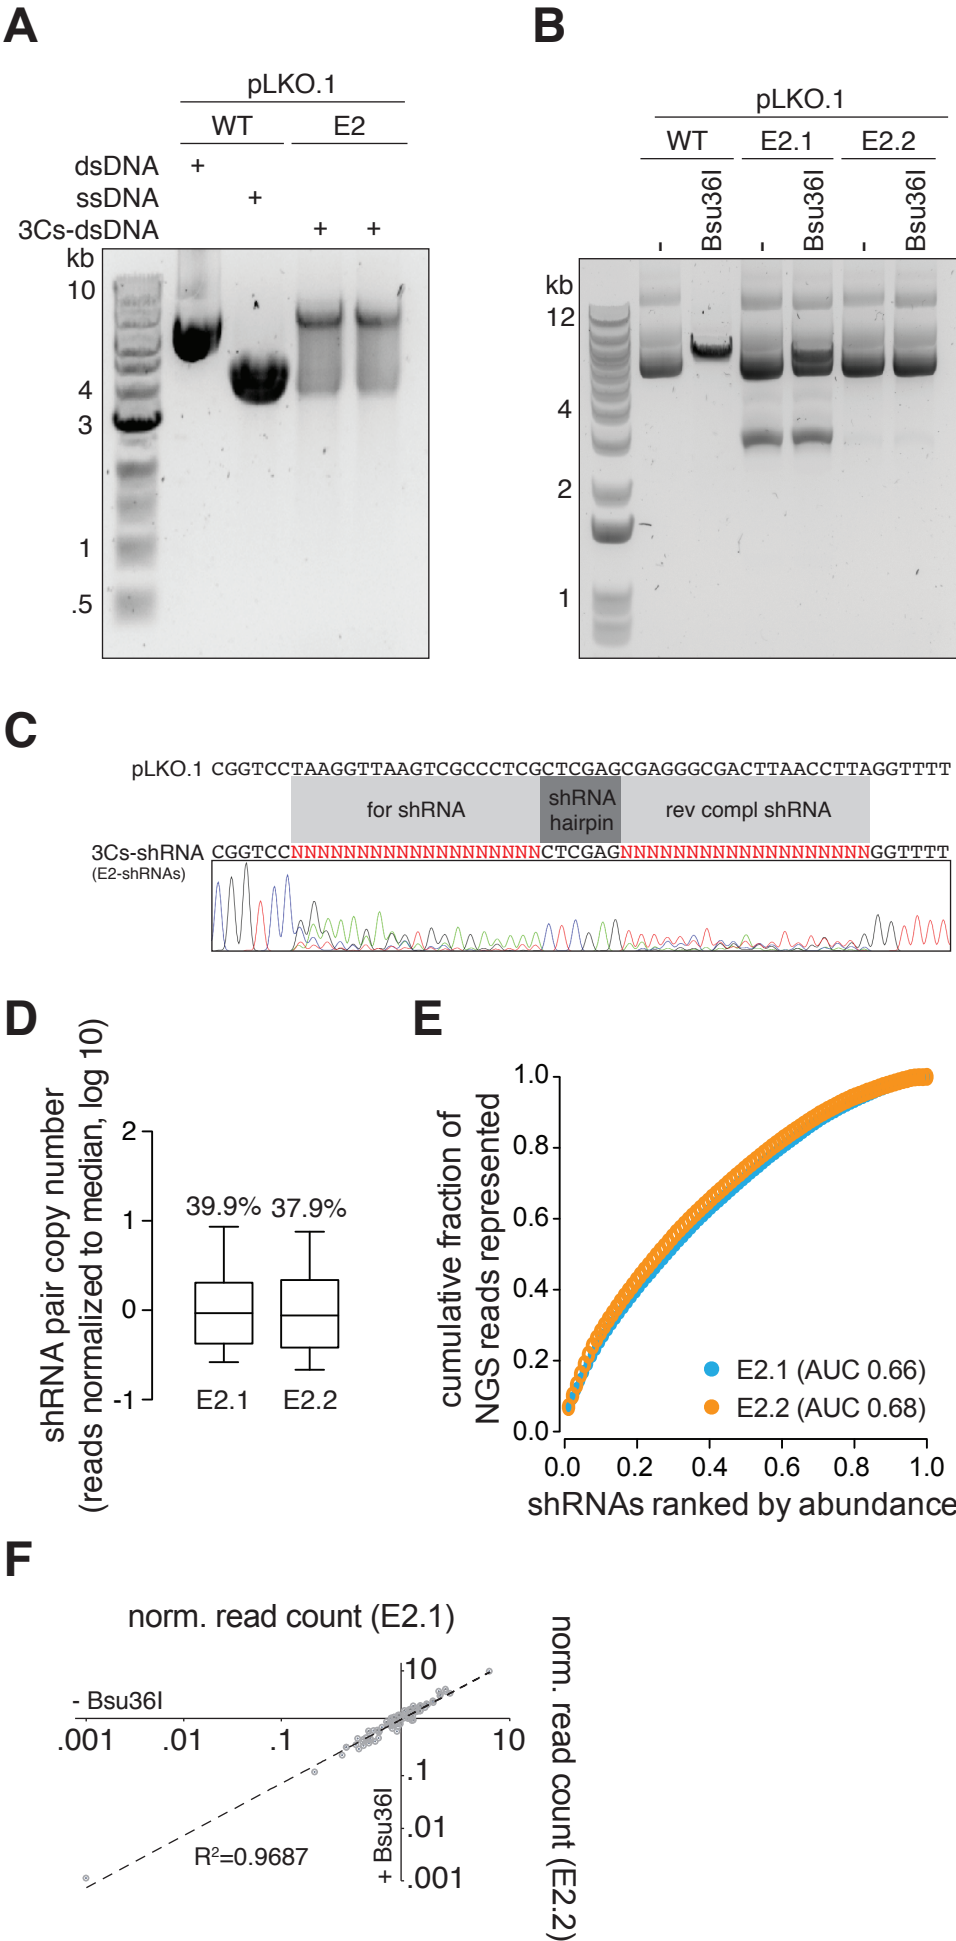 A
pLKO.1
WT E2
dsDNA +
ssDNA +
3Cs-dsDNA + +
kb
10
4
3
1
.5
B
pLKO.1
WT E2.1 E2.2
- Bsu36I - Bsu36I - Bsu36I
kb
12
4
2
1
C
pLKO.1 CGGTCCTAAGGTTAAGTCGCCCTCGCTCGAGCGAGGGCGACTTAACCTTAGGTTTT
for shRNA
shRNA
hairpin
rev compl shRNA
3Cs-shRNA CGGTCCNNNNNNNNNNNNNNNNNNNCTCGAGNNNNNNNNNNNNNNNNNNNGGTTTT
(E2-shRNAs)
D
shRNA pair copy number
(reads normalized to median, log 10)
2
1
0
-1
39.9% 37.9%
E2.1 E2.2
E
cumulative fraction of
NGS reads represented
1.0
0.8
0.6
0.4
0.2
0.0
E2.1 (AUC 0.66)
E2.2 (AUC 0.68)
0.0 0.2 0.4 0.6 0.8 1.0
shRNAs ranked by abundance
F
norm. read count (E2.1)
norm. read count (E2.2)
- Bsu36I
.001 .01 .1 10
10
.1
.01
.001
+ Bsu36I
R²=0.9687